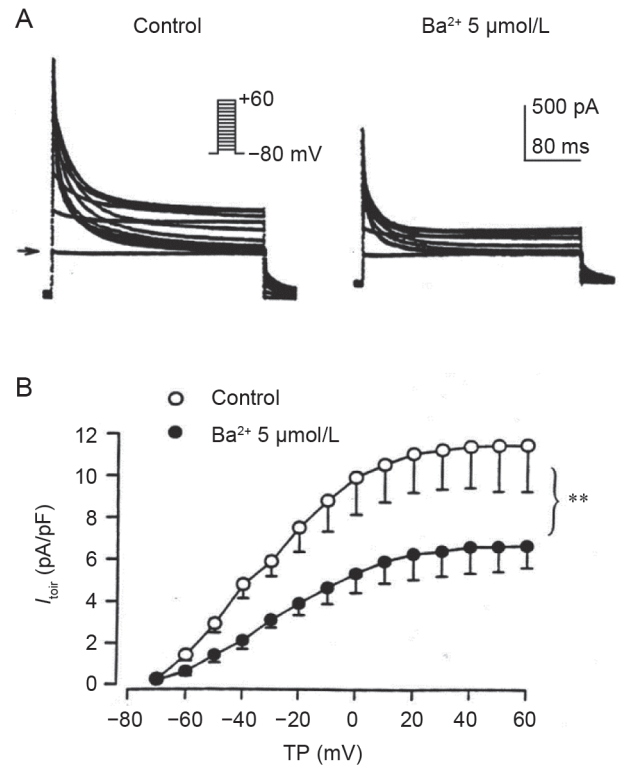 A
Control
Ba²⁺ 5 μmol/L
+60
−80 mV
500 pA
80 ms
B
Control
Ba²⁺ 5 μmol/L
12
10
8
6
4
2
0
Itoir (pA/pF)
**
−80 −60 −40 −20 0 20 40 60
TP (mV)